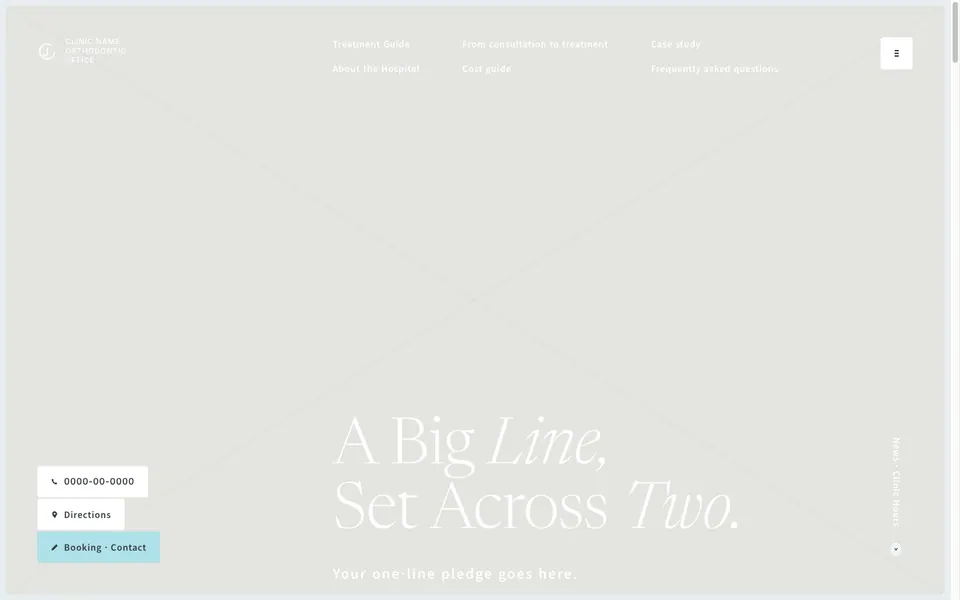 CLINIC NAME
ORTHODONTIC
OFFICE
Treatment Guide
From consultation to treatment
Case study
About the Hospital
Cost guide
Frequently asked questions
A Big Line,
Set Across Two.
Your one-line pledge goes here.
0000-00-0000
Directions
Booking · Contact
News · Clinic Hours